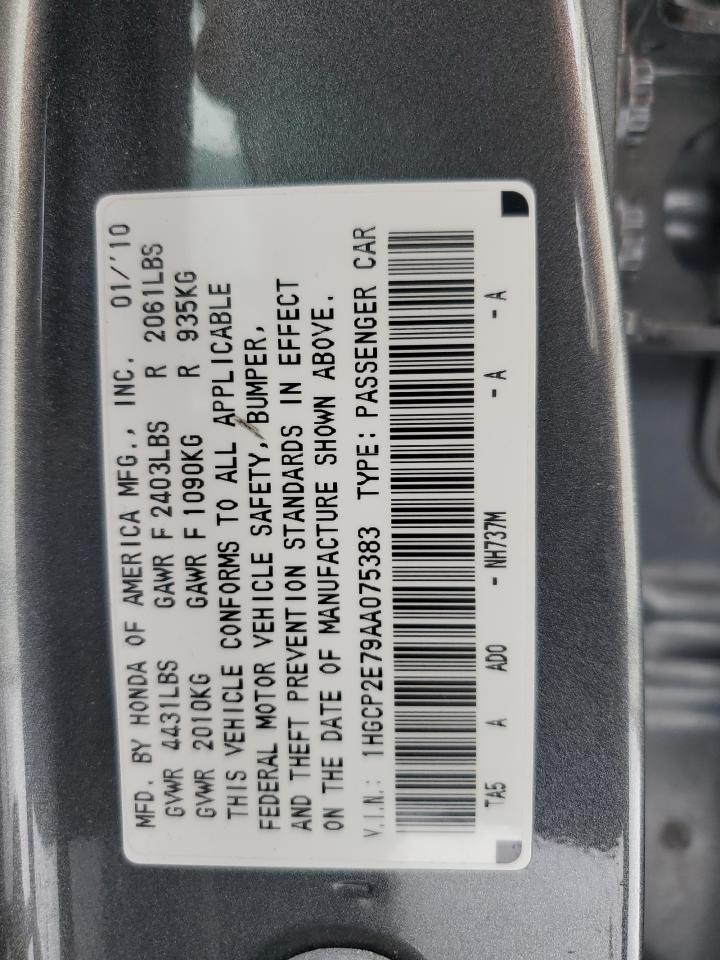 MFD. BY HONDA OF AMERICA MFG., INC. 01/'10
GVWR 4431LBS GAWR F 2403LBS R 2061LBS
GVWR 2010KG GAWR F 1090KG R 935KG
THIS VEHICLE CONFORMS TO ALL APPLICABLE
FEDERAL MOTOR VEHICLE SAFETY, BUMPER,
AND THEFT PREVENTION STANDARDS IN EFFECT
ON THE DATE OF MANUFACTURE SHOWN ABOVE.
V.I.N.: 1HGCP2E79AA075383 TYPE: PASSENGER CAR
TA5 A AD0 - NH737M - A - A